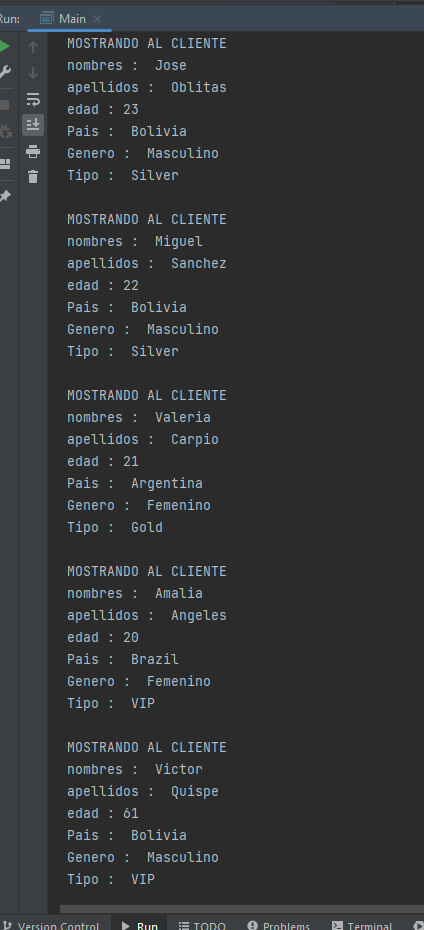 Run:
Main
MOSTRANDO AL CLIENTE
nombres :  Jose
apellidos :  Oblitas
edad : 23
Pais :  Bolivia
Genero :  Masculino
Tipo :  Silver
MOSTRANDO AL CLIENTE
nombres :  Miguel
apellidos :  Sanchez
edad : 22
Pais :  Bolivia
Genero :  Masculino
Tipo :  Silver
MOSTRANDO AL CLIENTE
nombres :  Valeria
apellidos :  Carpio
edad : 21
Pais :  Argentina
Genero :  Femenino
Tipo :  Gold
MOSTRANDO AL CLIENTE
nombres :  Amalia
apellidos :  Angeles
edad : 20
Pais :  Brazil
Genero :  Femenino
Tipo :  VIP
MOSTRANDO AL CLIENTE
nombres :  Victor
apellidos :  Quispe
edad : 61
Pais :  Bolivia
Genero :  Masculino
Tipo :  VIP
Version Control Run TODO Problems Terminal